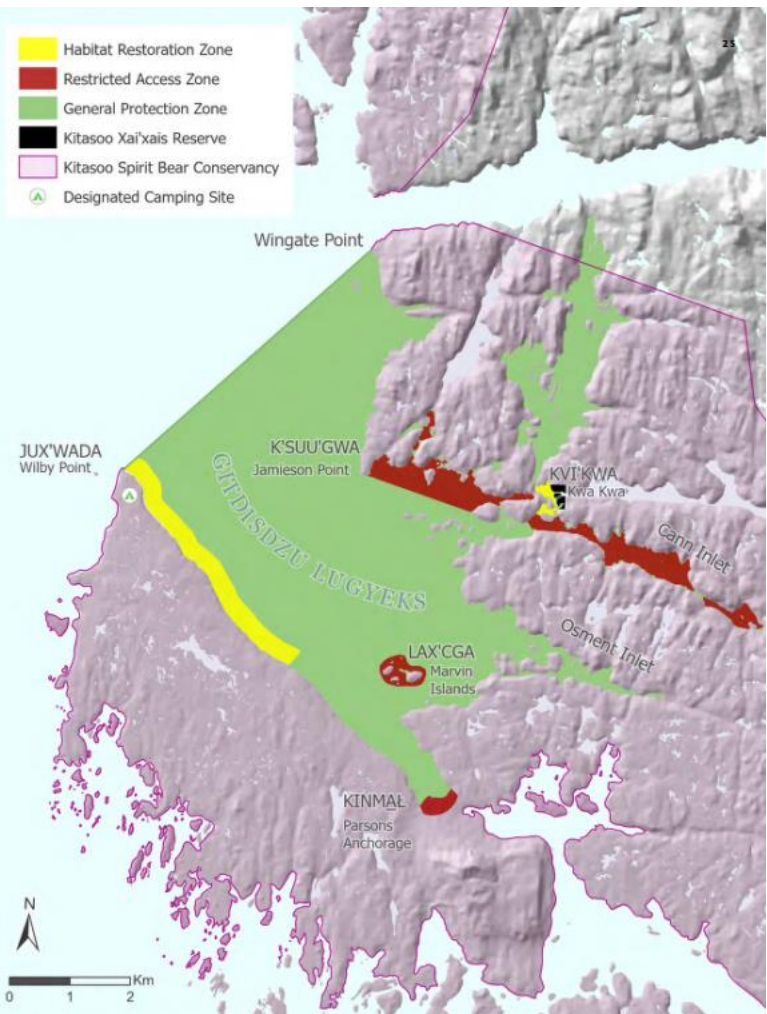 25
Habitat Restoration Zone
Restricted Access Zone
General Protection Zone
Kitasoo Xai'xais Reserve
Kitasoo Spirit Bear Conservancy
Designated Camping Site
Wingate Point
JUX'WADA
Wilby Point
K'SUU'GWA
Jamieson Point
KVI'KWA
Kwa Kwa
GITDISDZU LUGYEKS
Cann Inlet
Osment Inlet
LAX'CGA
Marvin
Islands
KINMA̱Ł
Parsons
Anchorage
N
Km
0 1 2